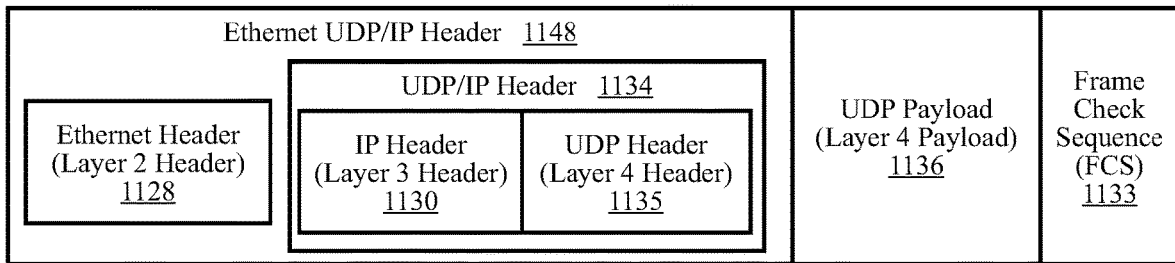 Ethernet UDP/IP Header 1148
UDP/IP Header 1134
Ethernet Header
(Layer 2 Header)
1128
IP Header
(Layer 3 Header)
1130
UDP Header
(Layer 4 Header)
1135
UDP Payload
(Layer 4 Payload)
1136
Frame
Check
Sequence
(FCS)
1133